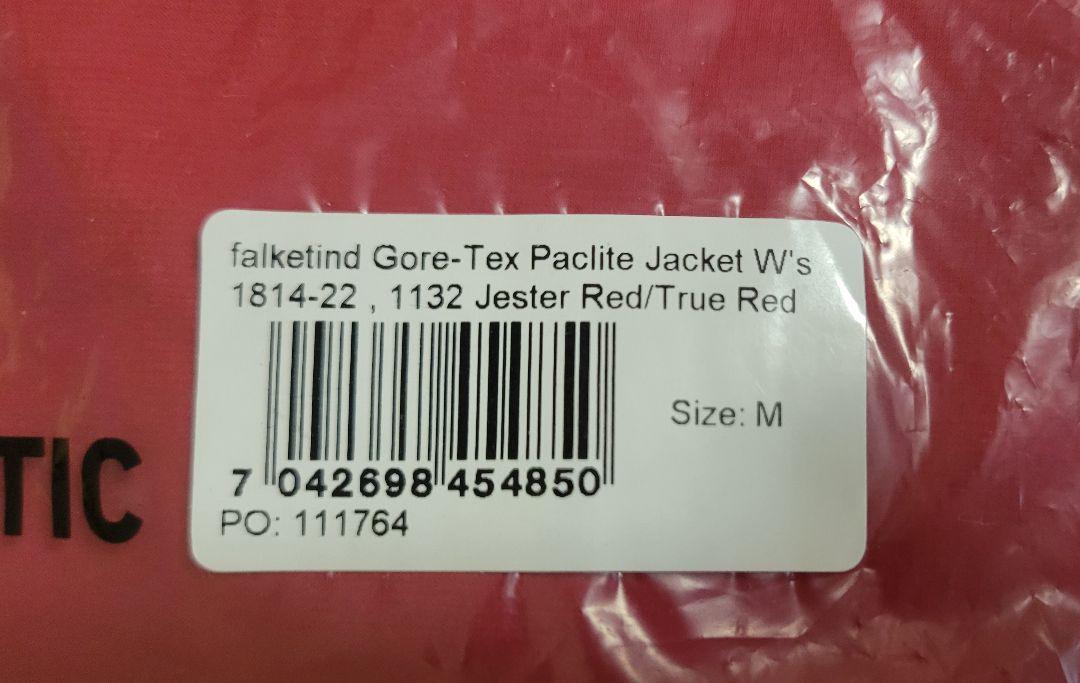 falketind Gore-Tex Paclite Jacket W's
1814-22 , 1132 Jester Red/True Red
Size: M
7 042698 454850
PO: 111764
TIC